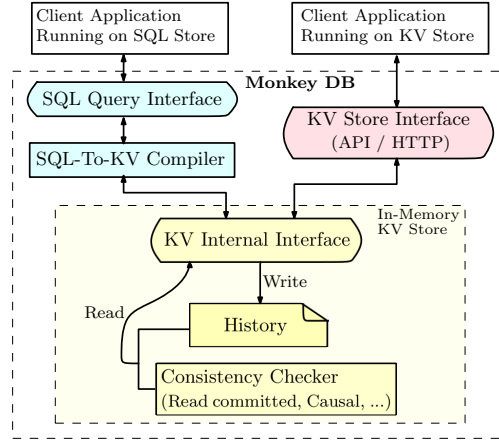 Client Application
Running on SQL Store
Client Application
Running on KV Store
Monkey DB
SQL Query Interface
KV Store Interface
(API / HTTP)
SQL-To-KV Compiler
In-Memory
KV Store
KV Internal Interface
Read
Write
History
Consistency Checker
(Read committed, Causal, ...)